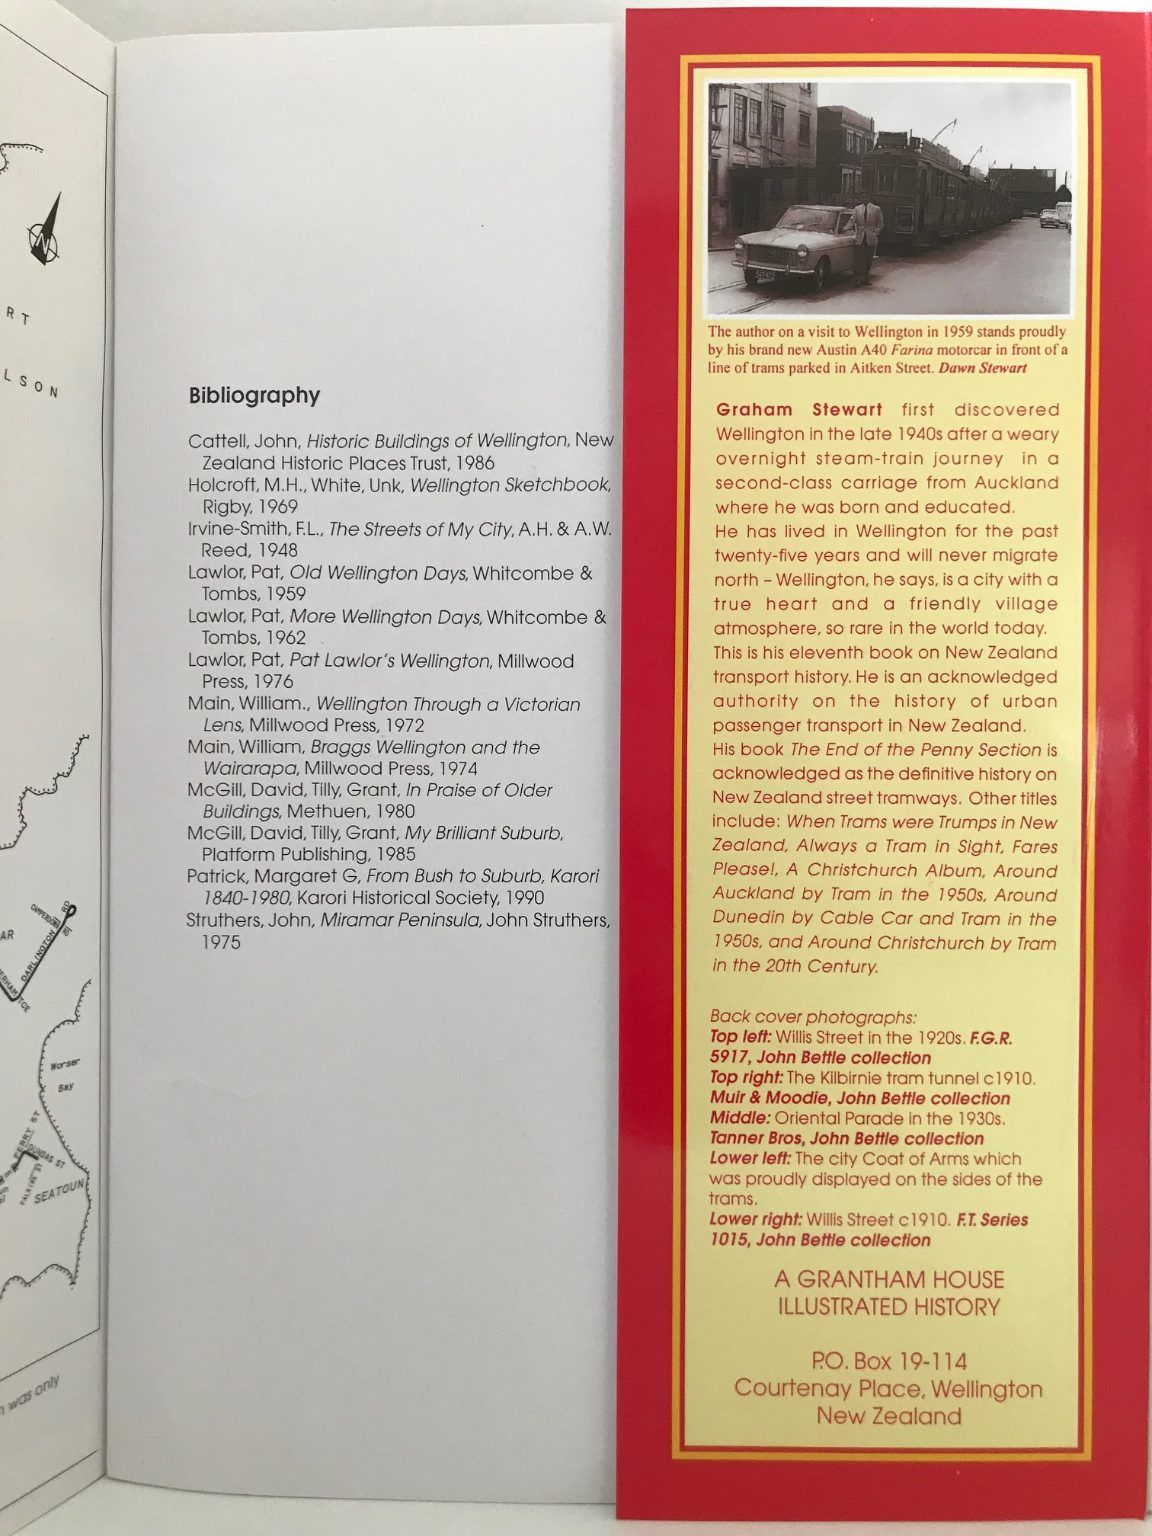 N
RT
LSON
AR
CAMPERDOWN
RD
DARLINGTON
TCE
Worser
Bay
FERRY ST
DUNDAS ST
SEATOUN
was only
Bibliography
Cattell, John, Historic Buildings of Wellington, New
Zealand Historic Places Trust, 1986
Holcroft, M.H., White, Unk, Wellington Sketchbook,
Rigby, 1969
Irvine-Smith, F.L., The Streets of My City, A.H. & A.W.
Reed, 1948
Lawlor, Pat, Old Wellington Days, Whitcombe &
Tombs, 1959
Lawlor, Pat, More Wellington Days, Whitcombe &
Tombs, 1962
Lawlor, Pat, Pat Lawlor's Wellington, Millwood
Press, 1976
Main, William., Wellington Through a Victorian
Lens, Millwood Press, 1972
Main, William, Braggs Wellington and the
Wairarapa, Millwood Press, 1974
McGill, David, Tilly, Grant, In Praise of Older
Buildings, Methuen, 1980
McGill, David, Tilly, Grant, My Brilliant Suburb,
Platform Publishing, 1985
Patrick, Margaret G, From Bush to Suburb, Karori
1840-1980, Karori Historical Society, 1990
Struthers, John, Miramar Peninsula, John Struthers,
1975
The author on a visit to Wellington in 1959 stands proudly
by his brand new Austin A40 Farina motorcar in front of a
line of trams parked in Aitken Street. Dawn Stewart
Graham Stewart first discovered
Wellington in the late 1940s after a weary
overnight steam-train journey in a
second-class carriage from Auckland
where he was born and educated.
He has lived in Wellington for the past
twenty-five years and will never migrate
north – Wellington, he says, is a city with a
true heart and a friendly village
atmosphere, so rare in the world today.
This is his eleventh book on New Zealand
transport history. He is an acknowledged
authority on the history of urban
passenger transport in New Zealand.
His book The End of the Penny Section is
acknowledged as the definitive history on
New Zealand street tramways. Other titles
include: When Trams were Trumps in New
Zealand, Always a Tram in Sight, Fares
Please!, A Christchurch Album, Around
Auckland by Tram in the 1950s, Around
Dunedin by Cable Car and Tram in the
1950s, and Around Christchurch by Tram
in the 20th Century.
Back cover photographs:
Top left: Willis Street in the 1920s. F.G.R.
5917, John Bettle collection
Top right: The Kilbirnie tram tunnel c1910.
Muir & Moodie, John Bettle collection
Middle: Oriental Parade in the 1930s.
Tanner Bros, John Bettle collection
Lower left: The city Coat of Arms which
was proudly displayed on the sides of the
trams.
Lower right: Willis Street c1910. F.T. Series
1015, John Bettle collection
A GRANTHAM HOUSE
ILLUSTRATED HISTORY
P.O. Box 19-114
Courtenay Place, Wellington
New Zealand